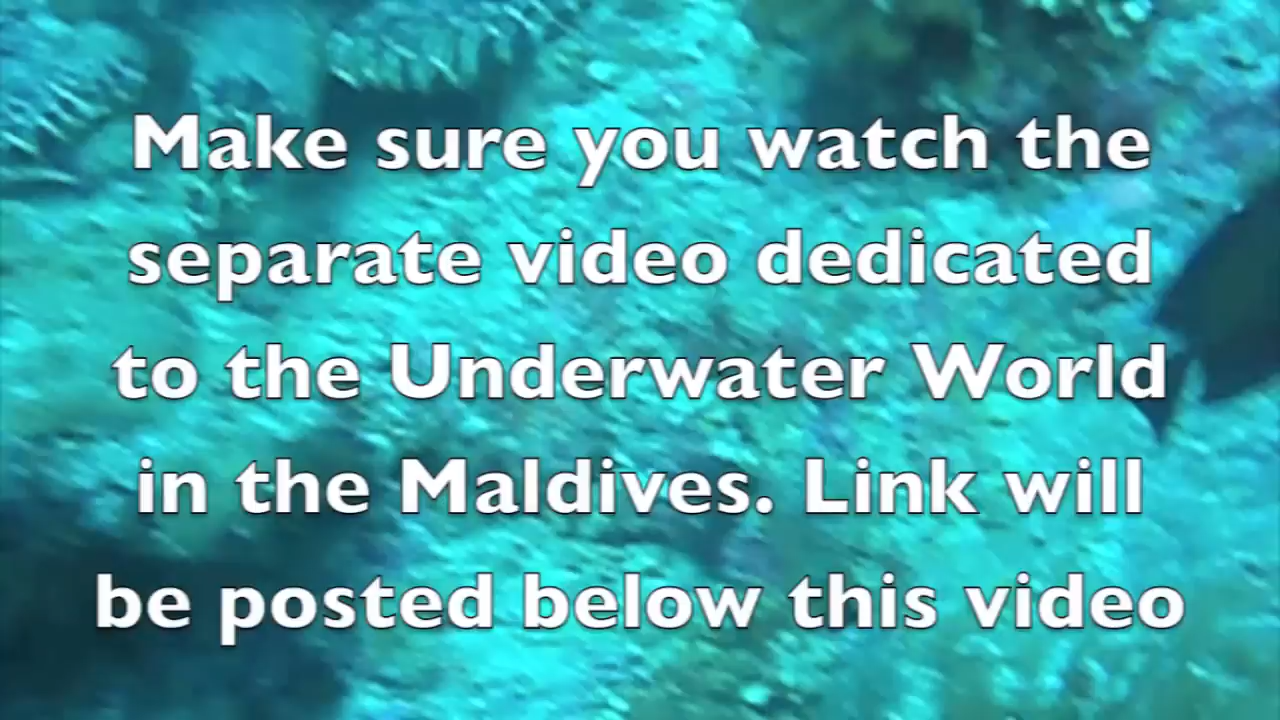 Make sure you watch the
separate video dedicated
to the Underwater World
in the Maldives. Link will
be posted below this video